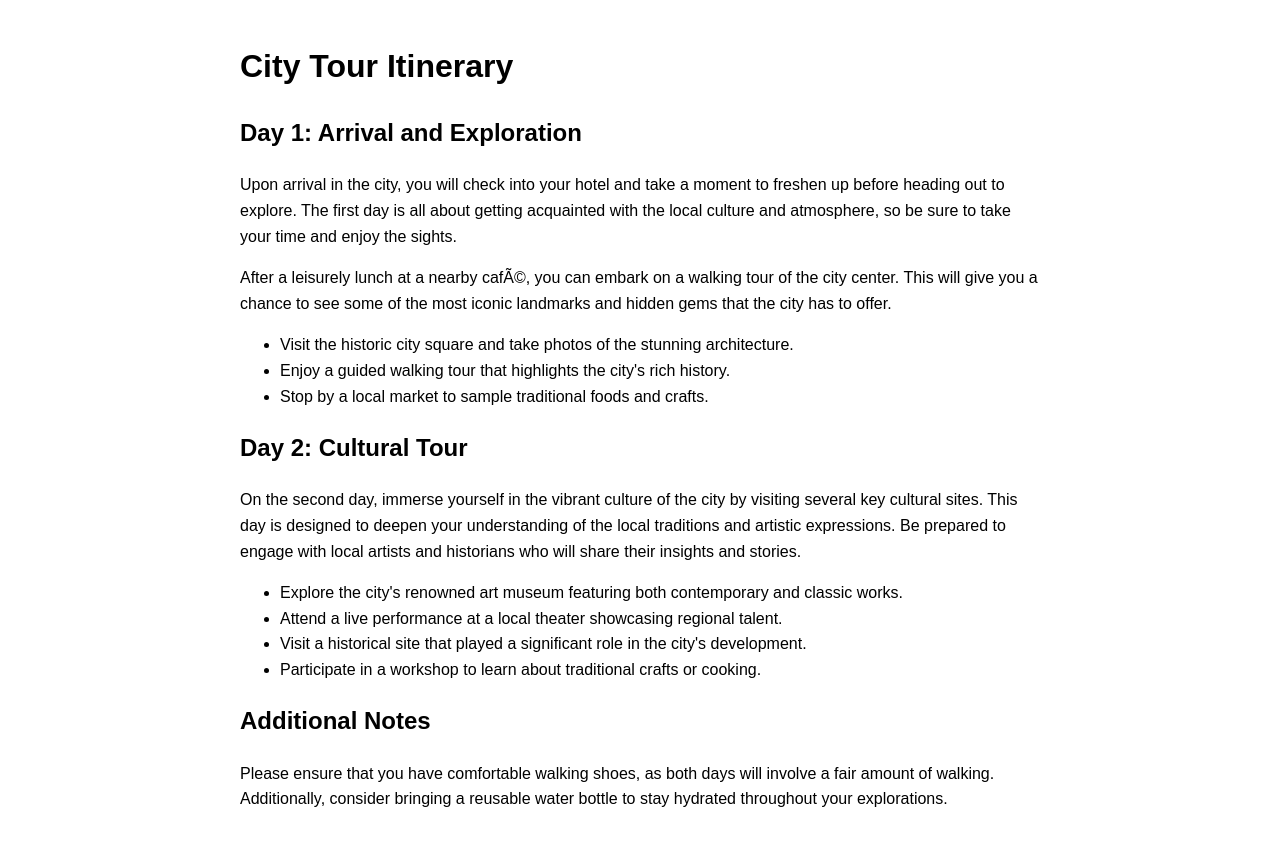 City Tour Itinerary
Day 1: Arrival and Exploration
Upon arrival in the city, you will check into your hotel and take a moment to freshen up before heading out to
explore. The first day is all about getting acquainted with the local culture and atmosphere, so be sure to take
your time and enjoy the sights.
After a leisurely lunch at a nearby cafÃ©, you can embark on a walking tour of the city center. This will give you a
chance to see some of the most iconic landmarks and hidden gems that the city has to offer.
• Visit the historic city square and take photos of the stunning architecture.
• Enjoy a guided walking tour that highlights the city's rich history.
• Stop by a local market to sample traditional foods and crafts.
Day 2: Cultural Tour
On the second day, immerse yourself in the vibrant culture of the city by visiting several key cultural sites. This
day is designed to deepen your understanding of the local traditions and artistic expressions. Be prepared to
engage with local artists and historians who will share their insights and stories.
• Explore the city's renowned art museum featuring both contemporary and classic works.
• Attend a live performance at a local theater showcasing regional talent.
• Visit a historical site that played a significant role in the city's development.
• Participate in a workshop to learn about traditional crafts or cooking.
Additional Notes
Please ensure that you have comfortable walking shoes, as both days will involve a fair amount of walking.
Additionally, consider bringing a reusable water bottle to stay hydrated throughout your explorations.